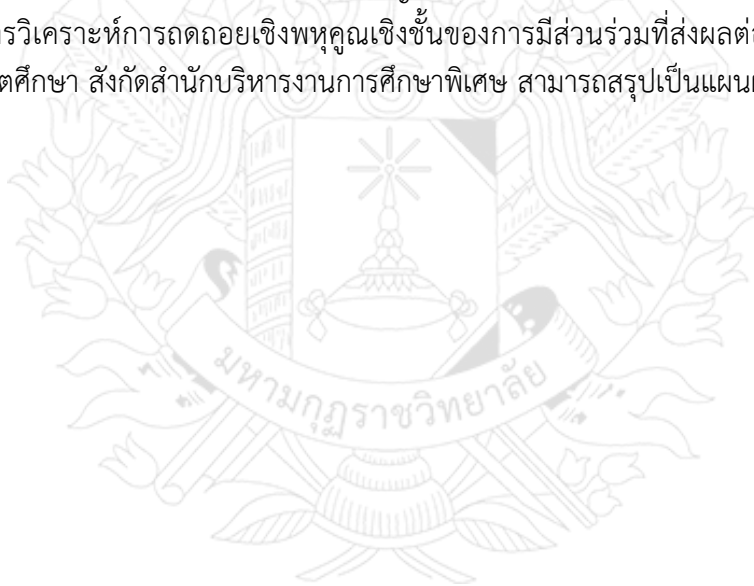 รวิเคราะห์การถดถอยเชิงพหุคูณเชิงชั้นของการมีส่วนร่วมที่ส่งผลต่
ตศึกษา สังกัดสำนักบริหารงานการศึกษาพิเศษ สามารถสรุปเป็นแผน
มหามกุฏราชวิทยาลัย